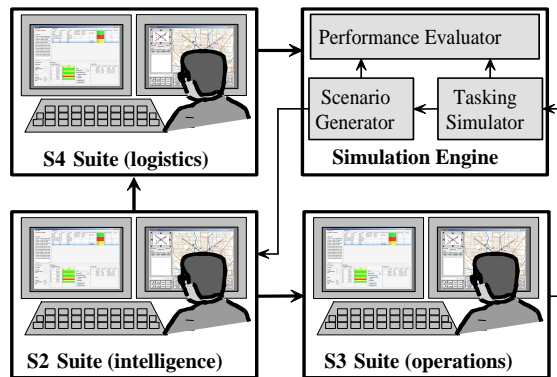 Performance Evaluator
Scenario
Generator
Tasking
Simulator
S4 Suite (logistics)
Simulation Engine
S2 Suite (intelligence)
S3 Suite (operations)